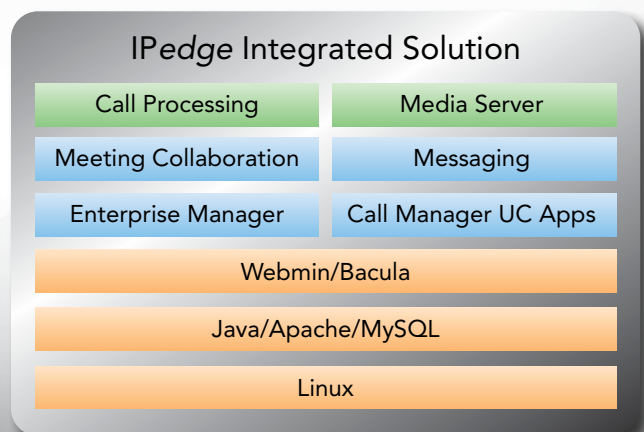 IPedge Integrated Solution
Call Processing
Media Server
Meeting Collaboration
Messaging
Enterprise Manager
Call Manager UC Apps
Webmin/Bacula
Java/Apache/MySQL
Linux